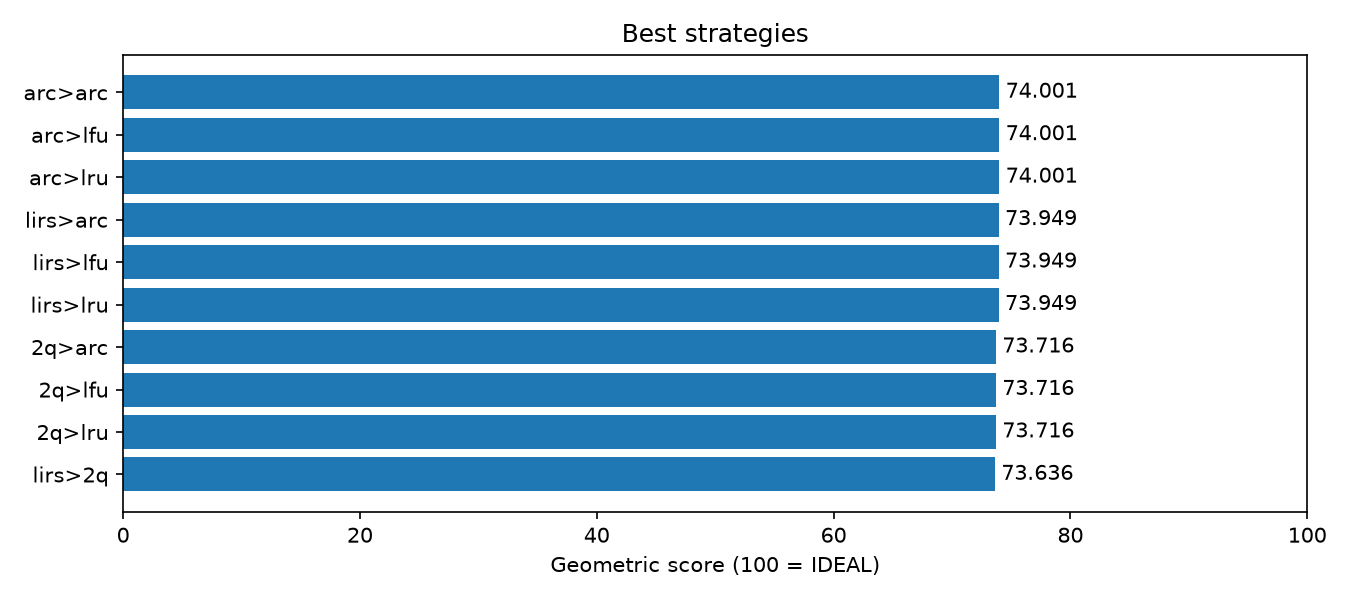 Best strategies
arc>arc 74.001
arc>lfu 74.001
arc>lru 74.001
lirs>arc 73.949
lirs>lfu 73.949
lirs>lru 73.949
2q>arc 73.716
2q>lfu 73.716
2q>lru 73.716
lirs>2q 73.636
0 20 40 60 80 100
Geometric score (100 = IDEAL)